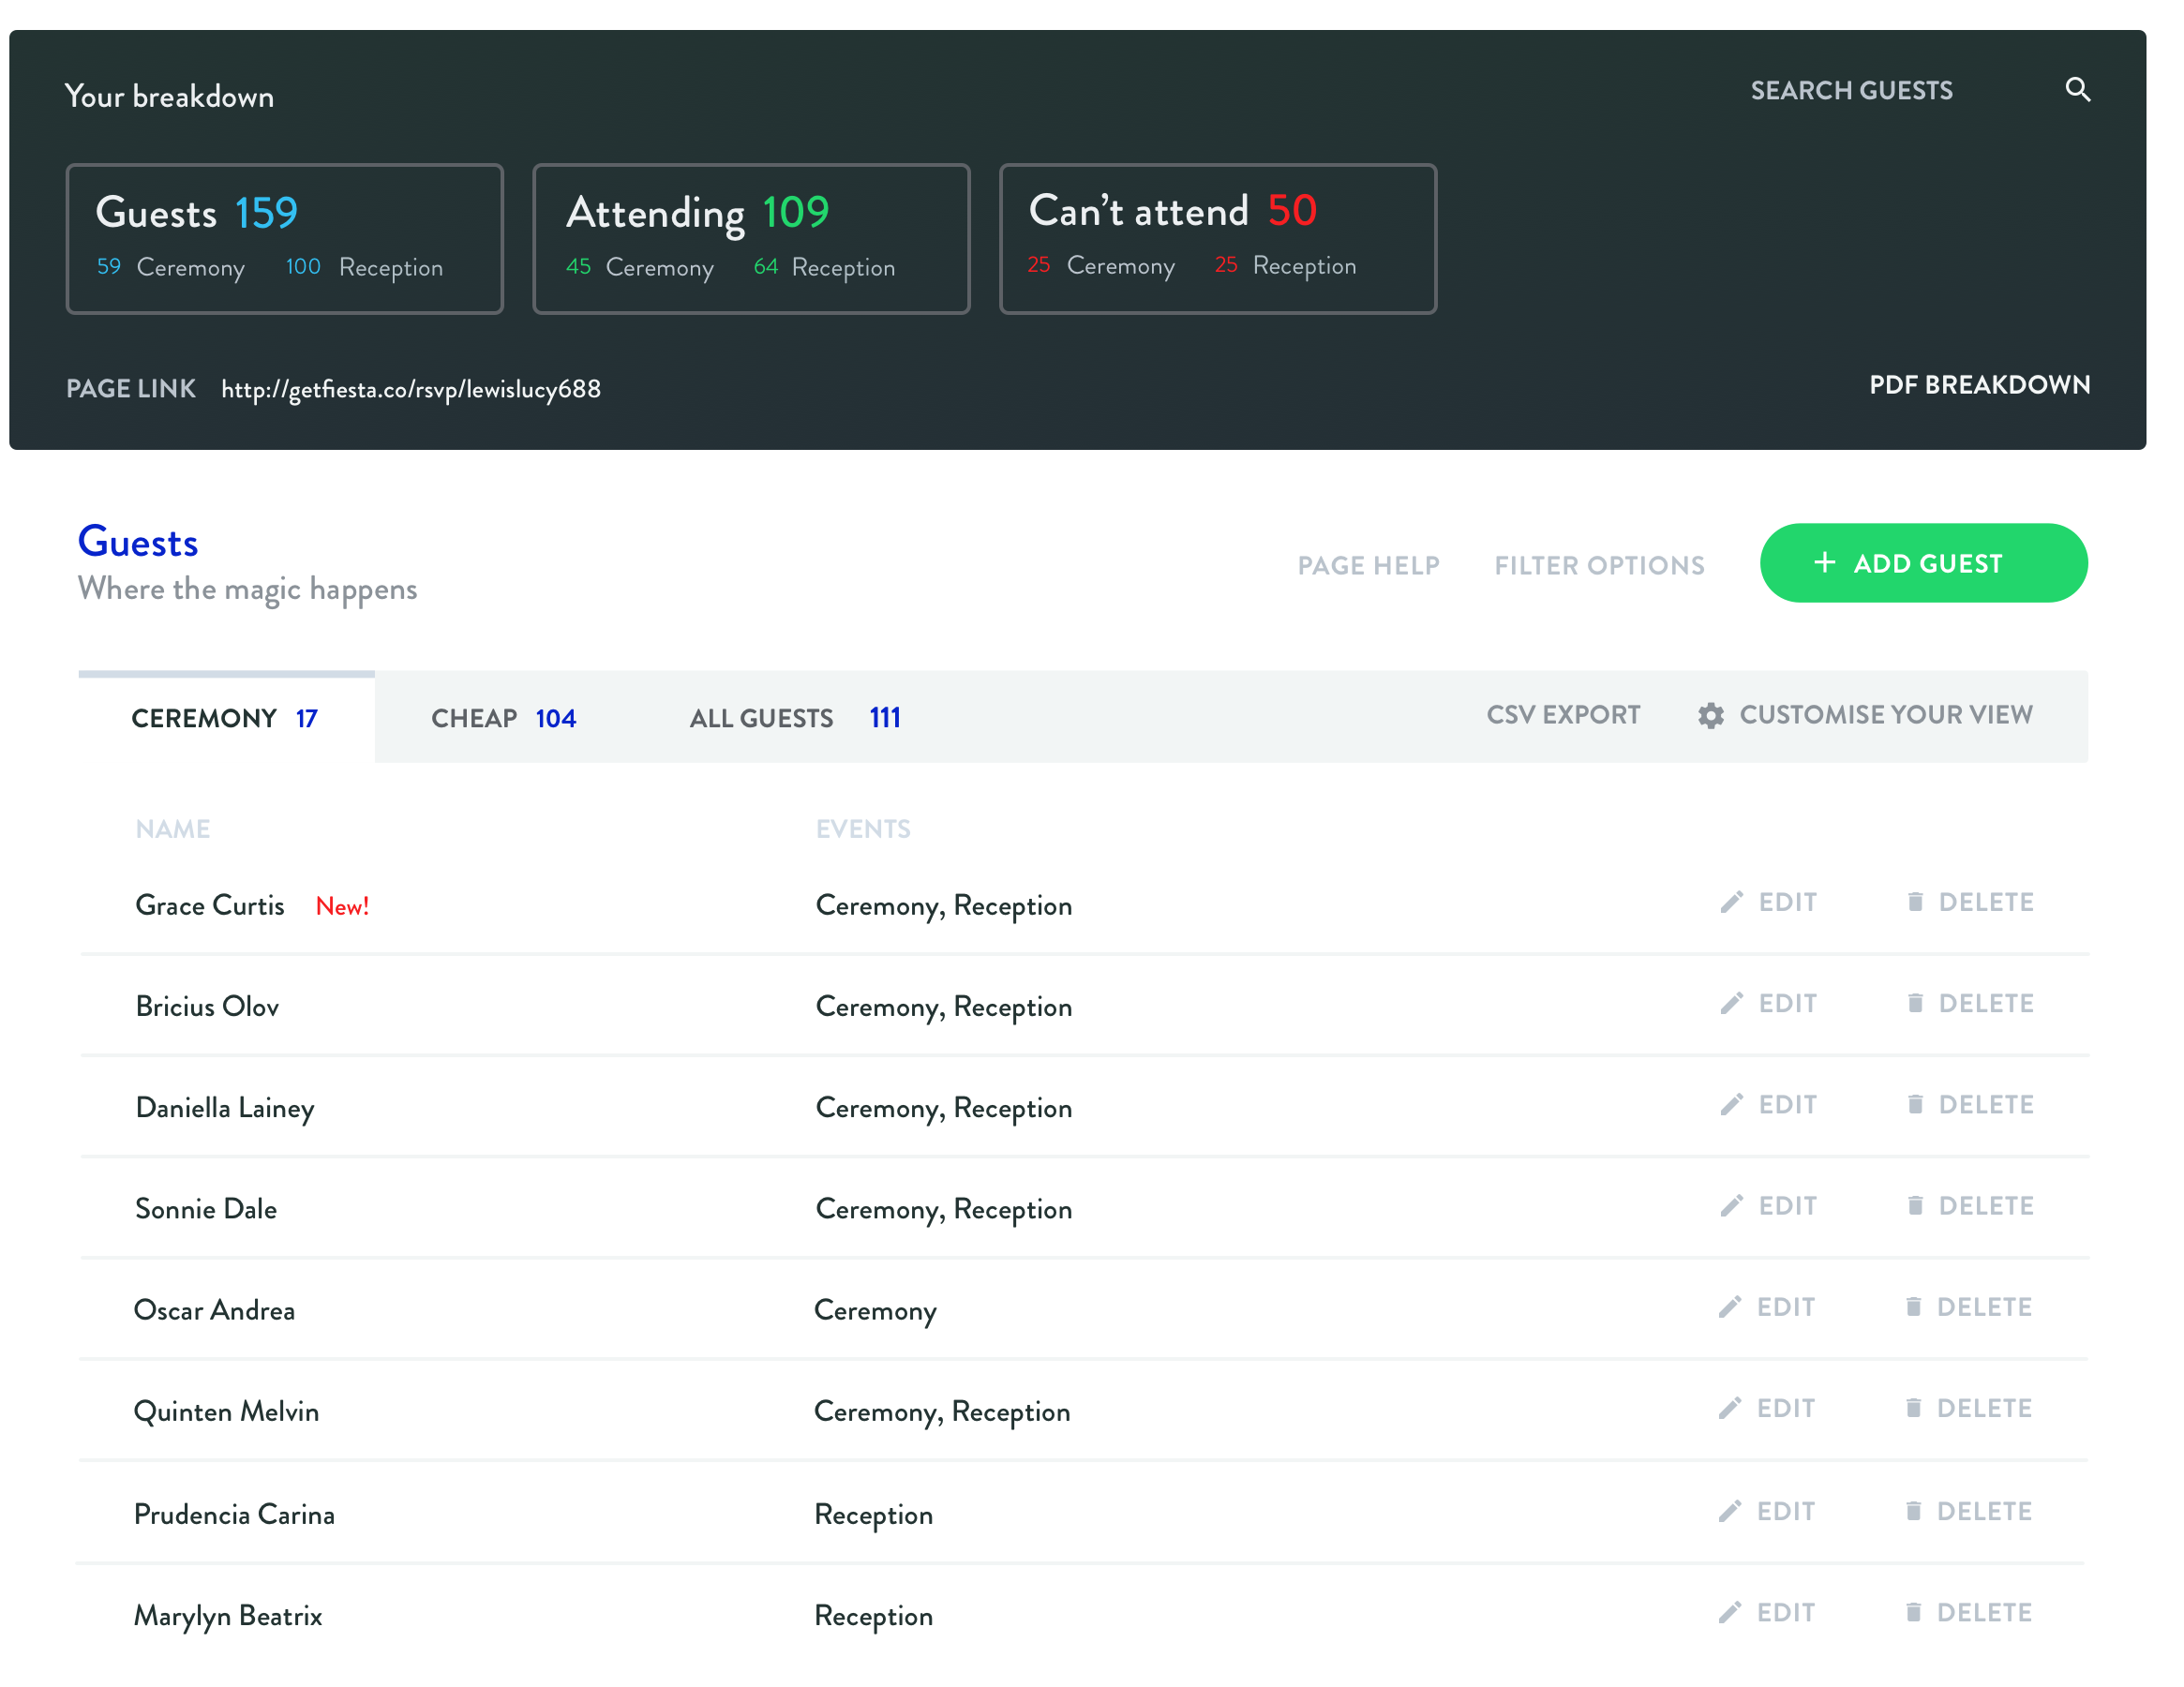 Your breakdown
SEARCH GUESTS
Guests 159
59 Ceremony 100 Reception
Attending 109
45 Ceremony 64 Reception
Can't attend 50
25 Ceremony 25 Reception
PAGE LINK http://getfiesta.co/rsvp/lewislucy688
PDF BREAKDOWN
Guests
Where the magic happens
PAGE HELP FILTER OPTIONS + ADD GUEST
CEREMONY 17 CHEAP 104 ALL GUESTS 111 CSV EXPORT CUSTOMISE YOUR VIEW
NAME EVENTS
Grace Curtis New! Ceremony, Reception EDIT DELETE
Bricius Olov Ceremony, Reception EDIT DELETE
Daniella Lainey Ceremony, Reception EDIT DELETE
Sonnie Dale Ceremony, Reception EDIT DELETE
Oscar Andrea Ceremony EDIT DELETE
Quinten Melvin Ceremony, Reception EDIT DELETE
Prudencia Carina Reception EDIT DELETE
Marylyn Beatrix Reception EDIT DELETE